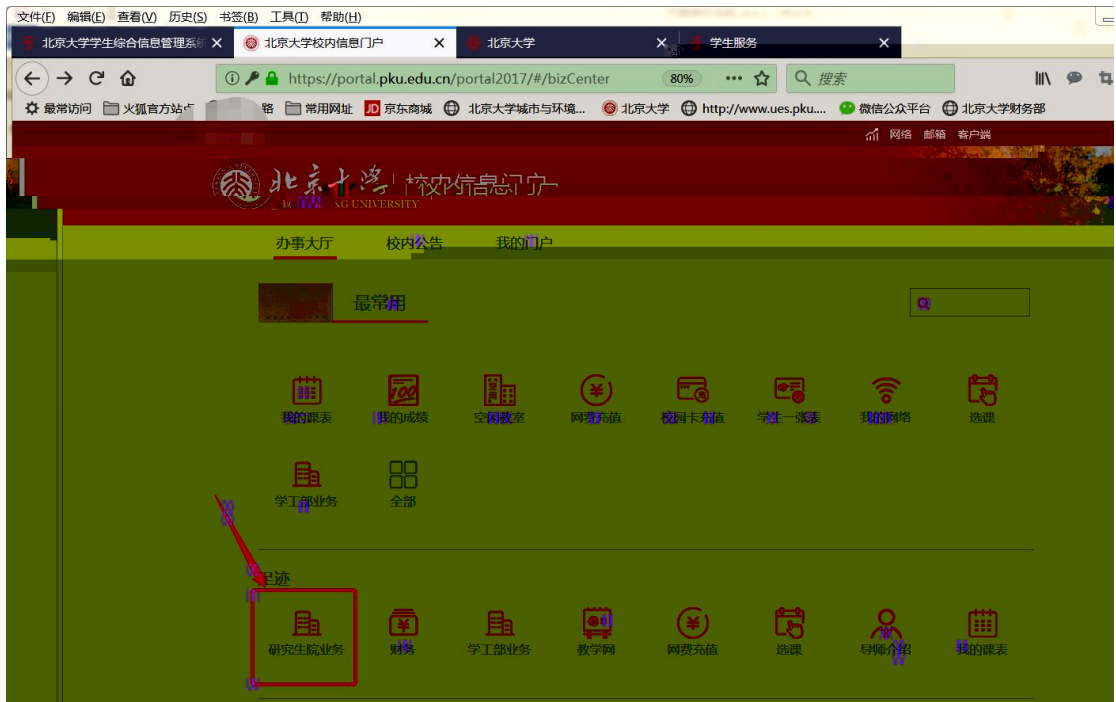 文件(F) 编辑(E) 查看(V) 历史(S) 书签(B) 工具(T) 帮助(H)
北京大学学生综合信息管理系统 北京大学校内信息门户 北京大学 学生服务
https://portal.pku.edu.cn/portal2017/#/bizCenter 80% 搜索
最常访问 火狐官方站点 常用网址 JD 京东商城 北京大学城市与环境... 北京大学 http://www.ues.pku.... 微信公众平台 北京大学财务部
网络 邮箱 客户端
北京大学 校内信息门户
UNIVERSITY
办事大厅 校内公告 我的门户
最常用
我的课表 我的成绩 空闲教室 网费充值 校园卡充值 学生一张表 我的网络 选课
学工部业务 全部
足迹
研究生院业务 财务 学工部业务 教学网 网费充值 选课 导师介绍 我的课表